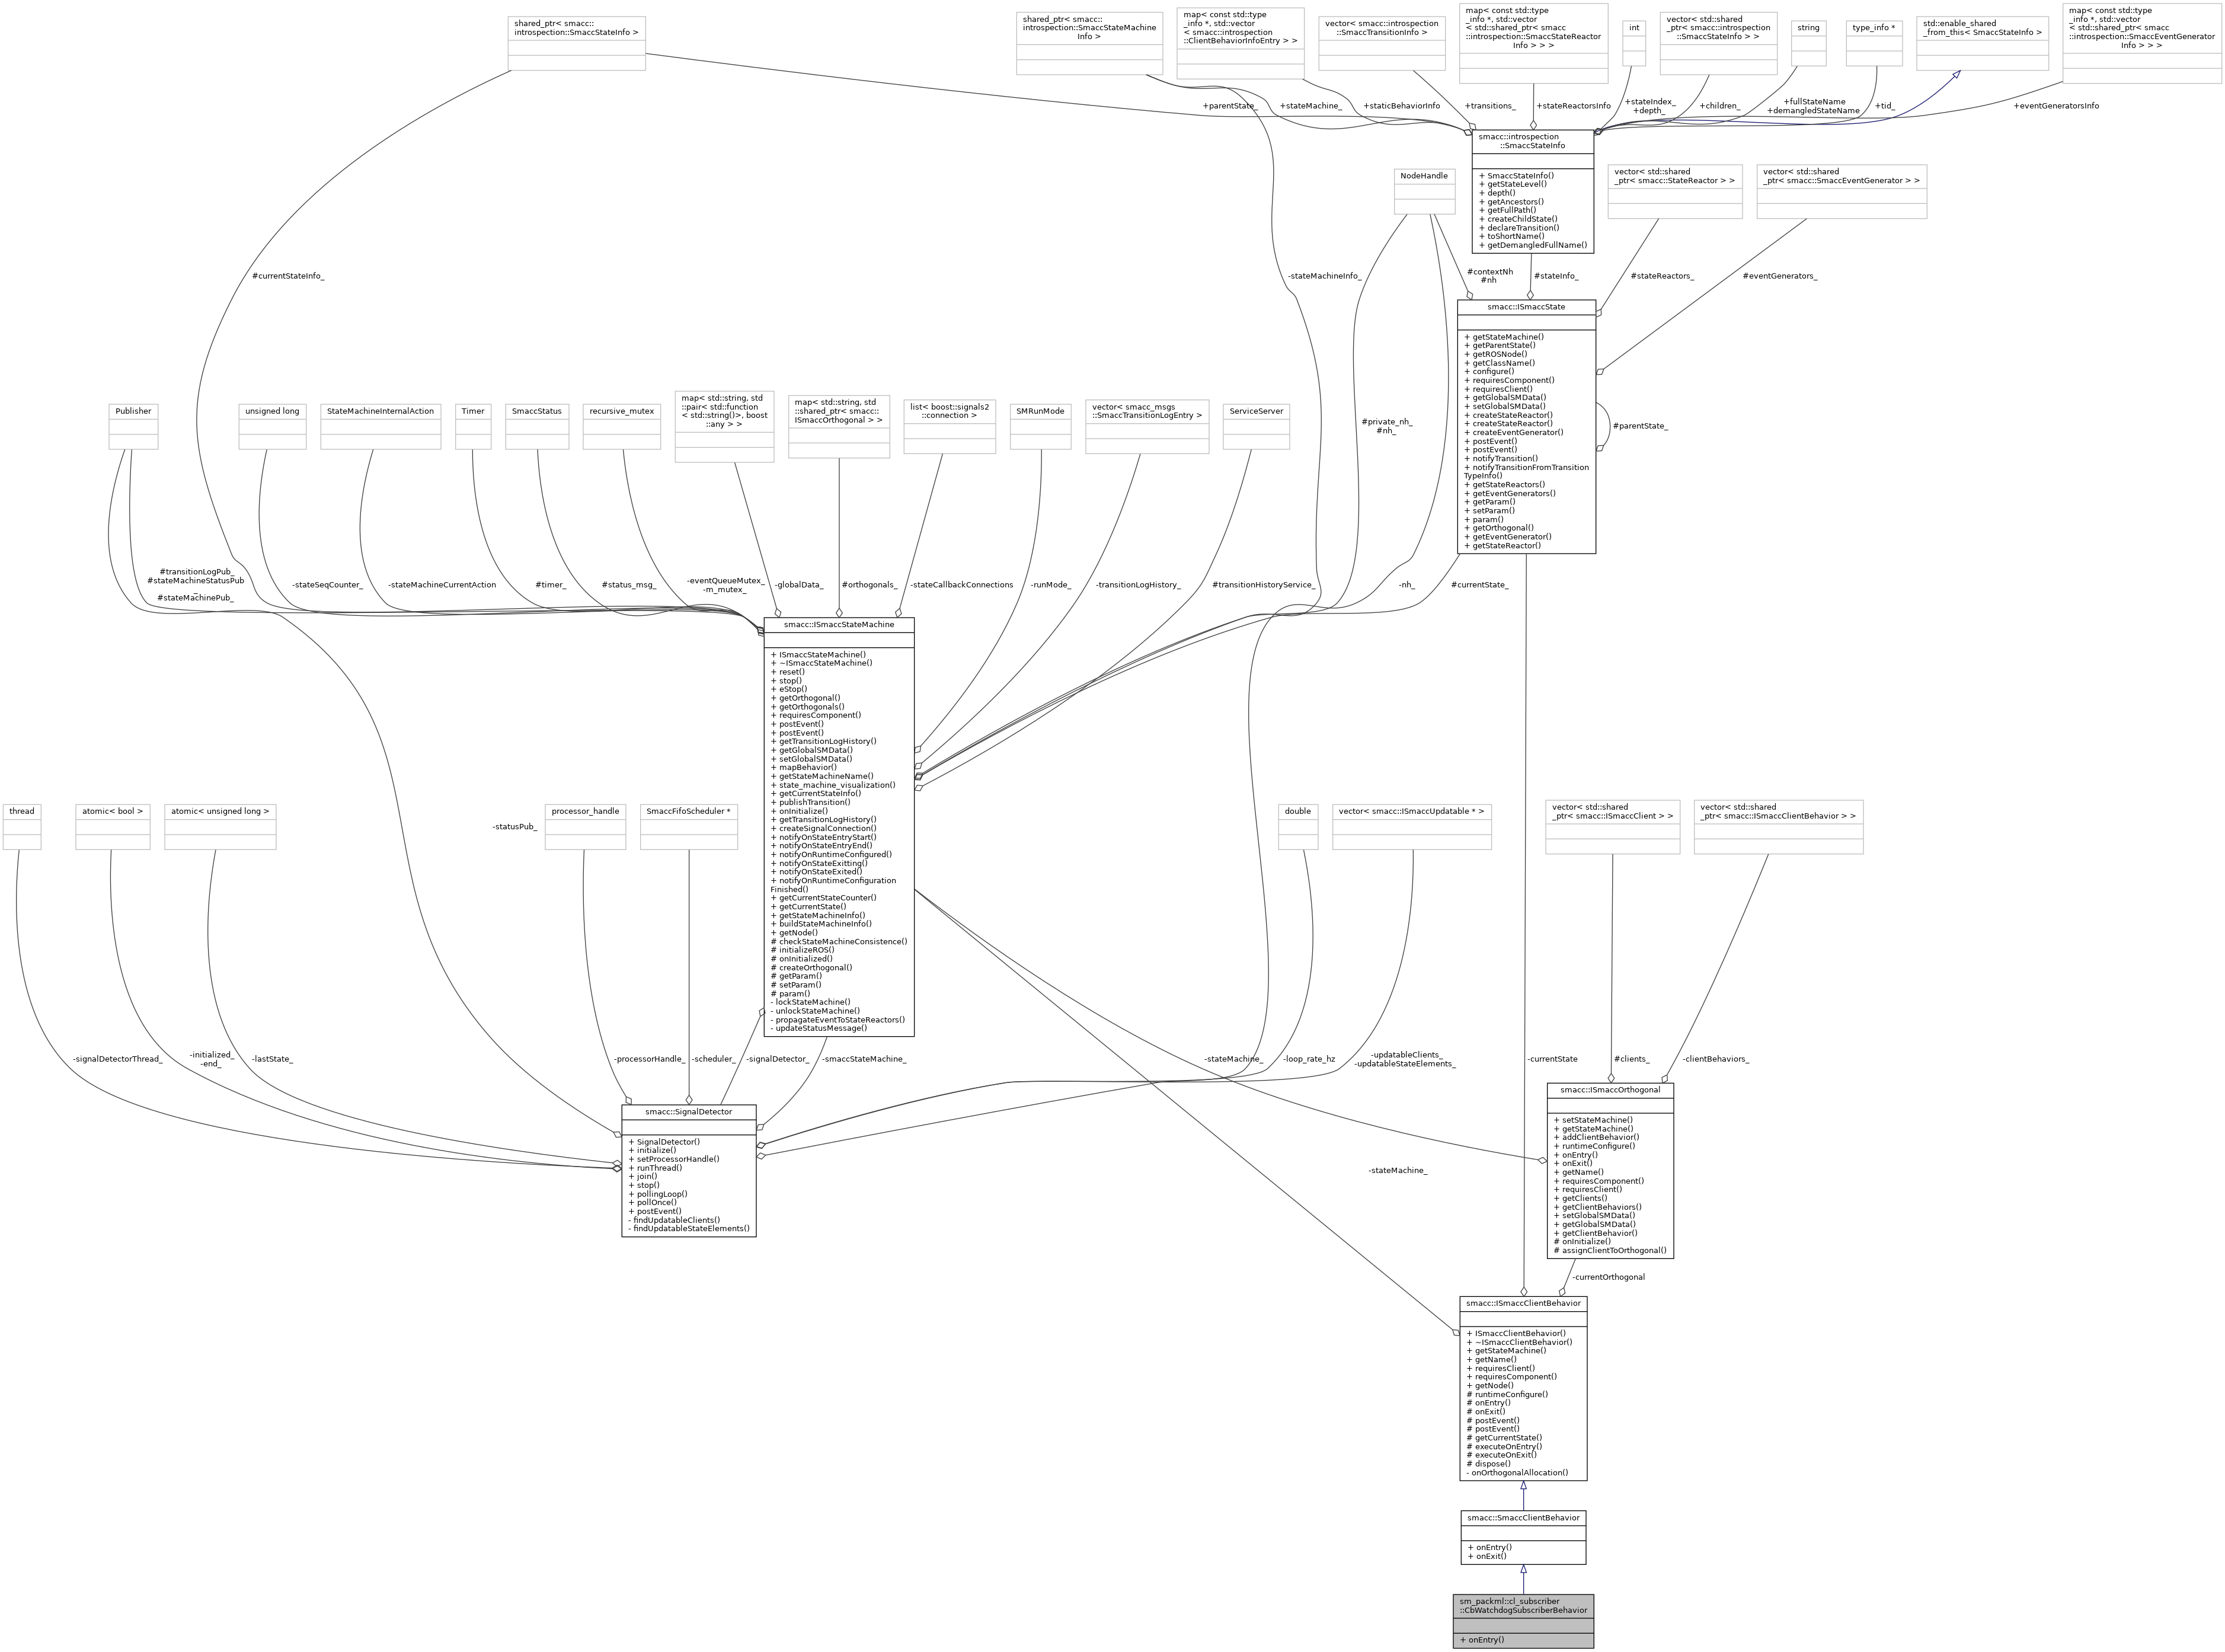 shared_ptr< smacc::
introspection::SmaccStateInfo >
shared_ptr< smacc::
introspection::SmaccStateMachine
Info >
map< const std::type
_info *, std::vector
< smacc::introspection
::ClientBehaviorInfoEntry > >
vector< smacc::introspection
::SmaccTransitionInfo >
map< const std::type
_info *, std::vector
< std::shared_ptr< smacc
::introspection::SmaccStateReactor
Info > > >
int
vector< std::shared
_ptr< smacc::introspection
::SmaccStateInfo > >
string
type_info *
std::enable_shared
_from_this< SmaccStateInfo >
map< const std::type
_info *, std::vector
< std::shared_ptr< smacc
::introspection::SmaccEventGenerator
Info > > >
+parentState_
+stateMachine_
+staticBehaviorInfo
+transitions_
+stateReactorsInfo
+stateIndex_
+depth_
+children_
+fullStateName
+demangledStateName
+tid_
+eventGeneratorsInfo
smacc::introspection
::SmaccStateInfo
+ SmaccStateInfo()
+ getStateLevel()
+ depth()
+ getAncestors()
+ getFullPath()
+ createChildState()
+ declareTransition()
+ toShortName()
+ getDemangledFullName()
NodeHandle
vector< std::shared
_ptr< smacc::StateReactor > >
vector< std::shared
_ptr< smacc::SmaccEventGenerator > >
#currentStateInfo_
-stateMachineInfo_
#contextNh
#nh
#stateInfo_
#stateReactors_
#eventGenerators_
smacc::ISmaccState
+ getStateMachine()
+ getParentState()
+ getROSNode()
+ getClassName()
+ configure()
+ requiresComponent()
+ requiresClient()
+ getGlobalSMData()
+ setGlobalSMData()
+ createStateReactor()
+ createStateReactor()
+ createEventGenerator()
+ postEvent()
+ postEvent()
+ notifyTransition()
+ notifyTransitionFromTransition
TypeInfo()
+ getStateReactors()
+ getEventGenerators()
+ getParam()
+ setParam()
+ param()
+ getOrthogonal()
+ getEventGenerator()
+ getStateReactor()
#parentState_
Publisher
unsigned long
StateMachineInternalAction
Timer
SmaccStatus
recursive_mutex
map< std::string, std
::pair< std::function
< std::string()>, boost
::any > >
map< std::string, std
::shared_ptr< smacc::
ISmaccOrthogonal > >
list< boost::signals2
::connection >
SMRunMode
vector< smacc_msgs
::SmaccTransitionLogEntry >
ServiceServer
#private_nh_
#nh_
#transitionLogPub_
#stateMachineStatusPub
_
#stateMachinePub_
-stateSeqCounter_
-stateMachineCurrentAction
#timer_
#status_msg_
-eventQueueMutex_
-m_mutex_
-globalData_
#orthogonals_
-stateCallbackConnections
-runMode_
-transitionLogHistory_
#transitionHistoryService_
-nh_
#currentState_
smacc::ISmaccStateMachine
+ ISmaccStateMachine()
+ ~ISmaccStateMachine()
+ reset()
+ stop()
+ eStop()
+ getOrthogonal()
+ getOrthogonals()
+ requiresComponent()
+ postEvent()
+ postEvent()
+ getTransitionLogHistory()
+ getGlobalSMData()
+ setGlobalSMData()
+ mapBehavior()
+ getStateMachineName()
+ state_machine_visualization()
+ getCurrentStateInfo()
+ publishTransition()
+ onInitialize()
+ getTransitionLogHistory()
+ createSignalConnection()
+ notifyOnStateEntryStart()
+ notifyOnStateEntryEnd()
+ notifyOnRuntimeConfigured()
+ notifyOnStateExitting()
+ notifyOnStateExited()
+ notifyOnRuntimeConfiguration
Finished()
+ getCurrentStateCounter()
+ getCurrentState()
+ getStateMachineInfo()
+ buildStateMachineInfo()
+ getNode()
# checkStateMachineConsistence()
# initializeROS()
# onInitialized()
# createOrthogonal()
# getParam()
# setParam()
# param()
- lockStateMachine()
- unlockStateMachine()
- propagateEventToStateReactors()
- updateStatusMessage()
thread
atomic< bool >
atomic< unsigned long >
-statusPub_
processor_handle
SmaccFifoScheduler *
double
vector< smacc::ISmaccUpdatable * >
vector< std::shared
_ptr< smacc::ISmaccClient > >
vector< std::shared
_ptr< smacc::ISmaccClientBehavior > >
-signalDetectorThread_
-initialized_
-end_
-lastState_
-processorHandle_
-scheduler_
-signalDetector_
-smaccStateMachine_
-stateMachine_
-loop_rate_hz
-updatableClients_
-updatableStateElements_
-currentState
#clients_
-clientBehaviors_
smacc::SignalDetector
+ SignalDetector()
+ initialize()
+ setProcessorHandle()
+ runThread()
+ join()
+ stop()
+ pollingLoop()
+ pollOnce()
+ postEvent()
- findUpdatableClients()
- findUpdatableStateElements()
smacc::ISmaccOrthogonal
+ setStateMachine()
+ getStateMachine()
+ addClientBehavior()
+ runtimeConfigure()
+ onEntry()
+ onExit()
+ getName()
+ requiresComponent()
+ requiresClient()
+ getClients()
+ getClientBehaviors()
+ setGlobalSMData()
+ getGlobalSMData()
+ getClientBehavior()
# onInitialize()
# assignClientToOrthogonal()
-stateMachine_
-currentOrthogonal
smacc::ISmaccClientBehavior
+ ISmaccClientBehavior()
+ ~ISmaccClientBehavior()
+ getStateMachine()
+ getName()
+ requiresClient()
+ requiresComponent()
+ getNode()
# runtimeConfigure()
# onEntry()
# onExit()
# postEvent()
# postEvent()
# getCurrentState()
# executeOnEntry()
# executeOnExit()
# dispose()
- onOrthogonalAllocation()
smacc::SmaccClientBehavior
+ onEntry()
+ onExit()
sm_packml::cl_subscriber
::CbWatchdogSubscriberBehavior
+ onEntry()